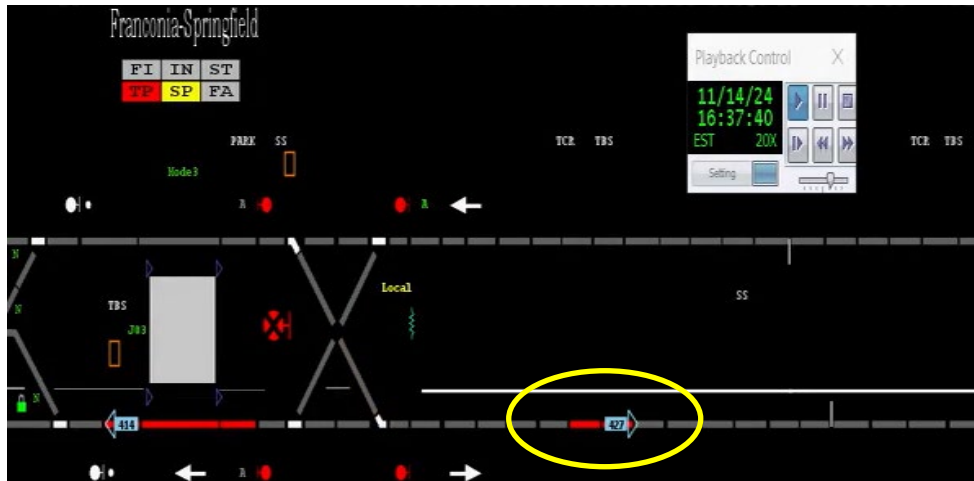 Franconia-Springfield
FI IN ST
TP SP FA
Playback Control X
11/14/24
16:37:40
EST 20X
Setting
PARK SS
TCR TBS
TCR TBS
Node3
A
A
N
Local
SS
N
TBS
J03
N
414
427
A